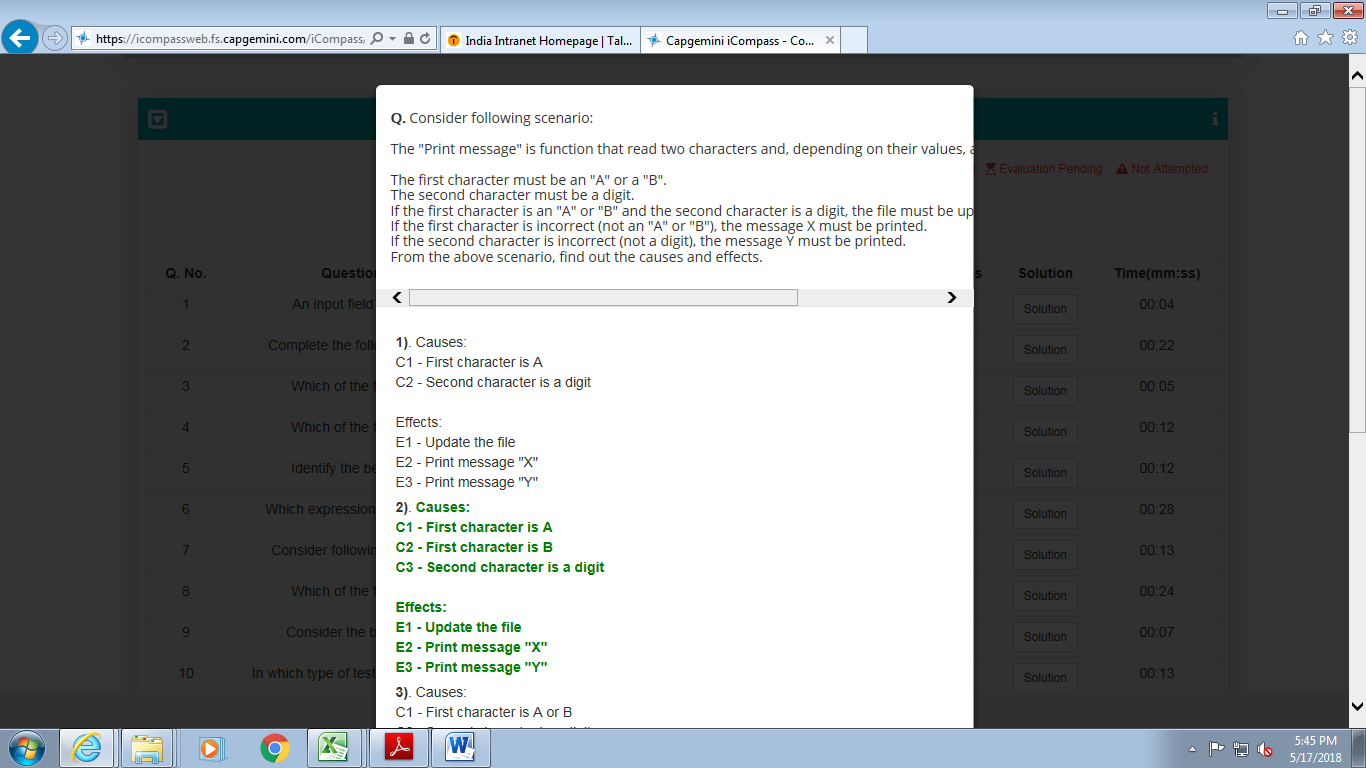 https://icompassweb.fs.capgemini.com/iCompass,
India Intranet Homepage | Tal...
Capgemini iCompass - Co...
Q. Consider following scenario:
The "Print message" is function that read two characters and, depending on their values, a
Evaluation Pending
Not Attempted
The first character must be an "A" or a "B".
The second character must be a digit.
If the first character is an "A" or "B" and the second character is a digit, the file must be up
If the first character is incorrect (not an "A" or "B"), the message X must be printed.
If the second character is incorrect (not a digit), the message Y must be printed.
From the above scenario, find out the causes and effects.
Q. No. Question s Solution Time(mm:ss)
1 An input field Solution 00:04
2 Complete the foll Solution 00:22
3 Which of the f Solution 00:05
4 Which of the f Solution 00:12
5 Identify the be Solution 00:12
6 Which expression Solution 00:28
7 Consider followin Solution 00:13
8 Which of the f Solution 00:24
9 Consider the b Solution 00:07
10 In which type of test Solution 00:13
1). Causes:
C1 - First character is A
C2 - Second character is a digit
Effects:
E1 - Update the file
E2 - Print message "X"
E3 - Print message "Y"
2). Causes:
C1 - First character is A
C2 - First character is B
C3 - Second character is a digit
Effects:
E1 - Update the file
E2 - Print message "X"
E3 - Print message "Y"
3). Causes:
C1 - First character is A or B
5:45 PM
5/17/2018